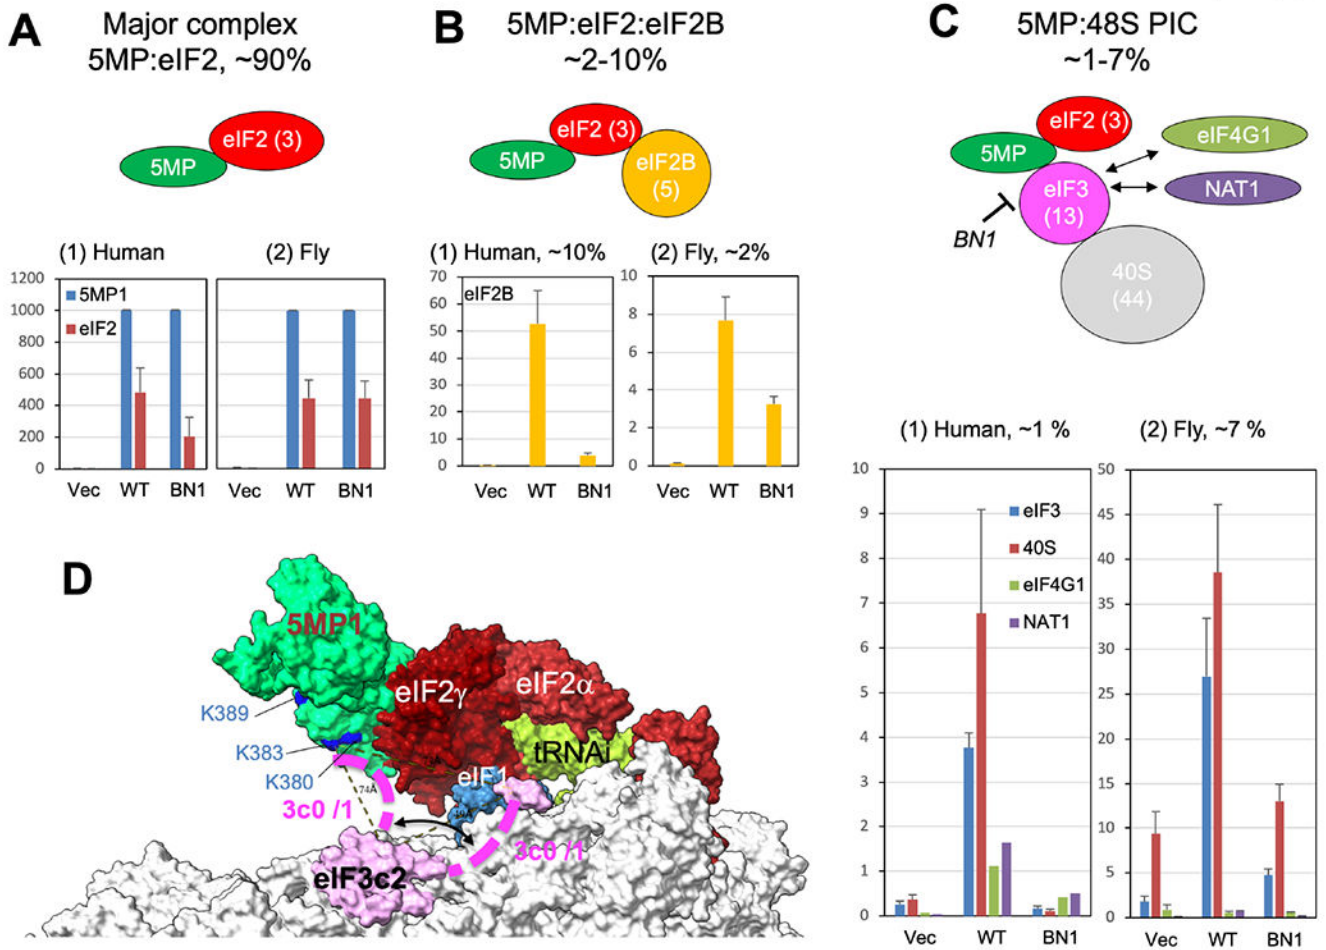 A
Major complex
5MP:eIF2, ~90%
eIF2 (3)
5MP
(1) Human
(2) Fly
1200
1000
800
600
400
200
0
5MP1
eIF2
Vec
WT
BN1
Vec
WT
BN1
B
5MP:eIF2:eIF2B
~2-10%
eIF2 (3)
5MP
eIF2B
(5)
(1) Human, ~10%
(2) Fly, ~2%
70
60
50
40
30
20
10
0
eIF2B
10
8
6
4
2
0
Vec
WT
BN1
Vec
WT
BN1
C
5MP:48S PIC
~1-7%
eIF2 (3)
5MP
eIF4G1
eIF3
(13)
NAT1
BN1
40S
(44)
(1) Human, ~1 %
(2) Fly, ~7 %
10
9
8
7
6
5
4
3
2
1
0
eIF3
40S
eIF4G1
NAT1
50
45
40
35
30
25
20
15
10
5
0
Vec
WT
BN1
Vec
WT
BN1
D
5MP1
eIF2γ
eIF2α
K389
K383
K380
tRNAi
eIF1
74Å
3c0 /1
3c0 /1
eIF3c2